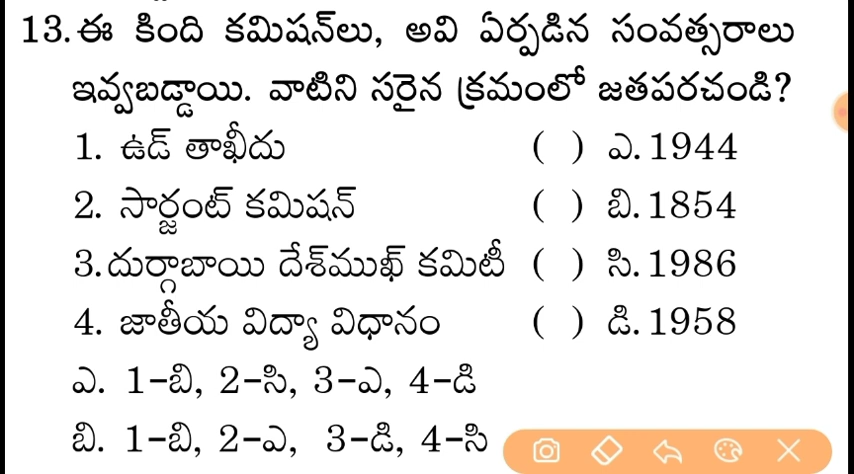 13. ఈ కింది కమిషన్‌లు, అవి ఏర్పడిన సంవత్సరాలు
ఇవ్వబడ్డాయి. వాటిని సరైన క్రమంలో జతపరచండి?
1. ఉడ్ తాఖీదు ( ) ఎ. 1944
2. సార్జంట్ కమిషన్ ( ) బి. 1854
3. దుర్గాబాయి దేశ్‌ముఖ్ కమిటీ ( ) సి. 1986
4. జాతీయ విద్యా విధానం ( ) డి. 1958
ఎ. 1-బి, 2-సి, 3-ఎ, 4-డి
బి. 1-బి, 2-ఎ, 3-డి, 4-సి